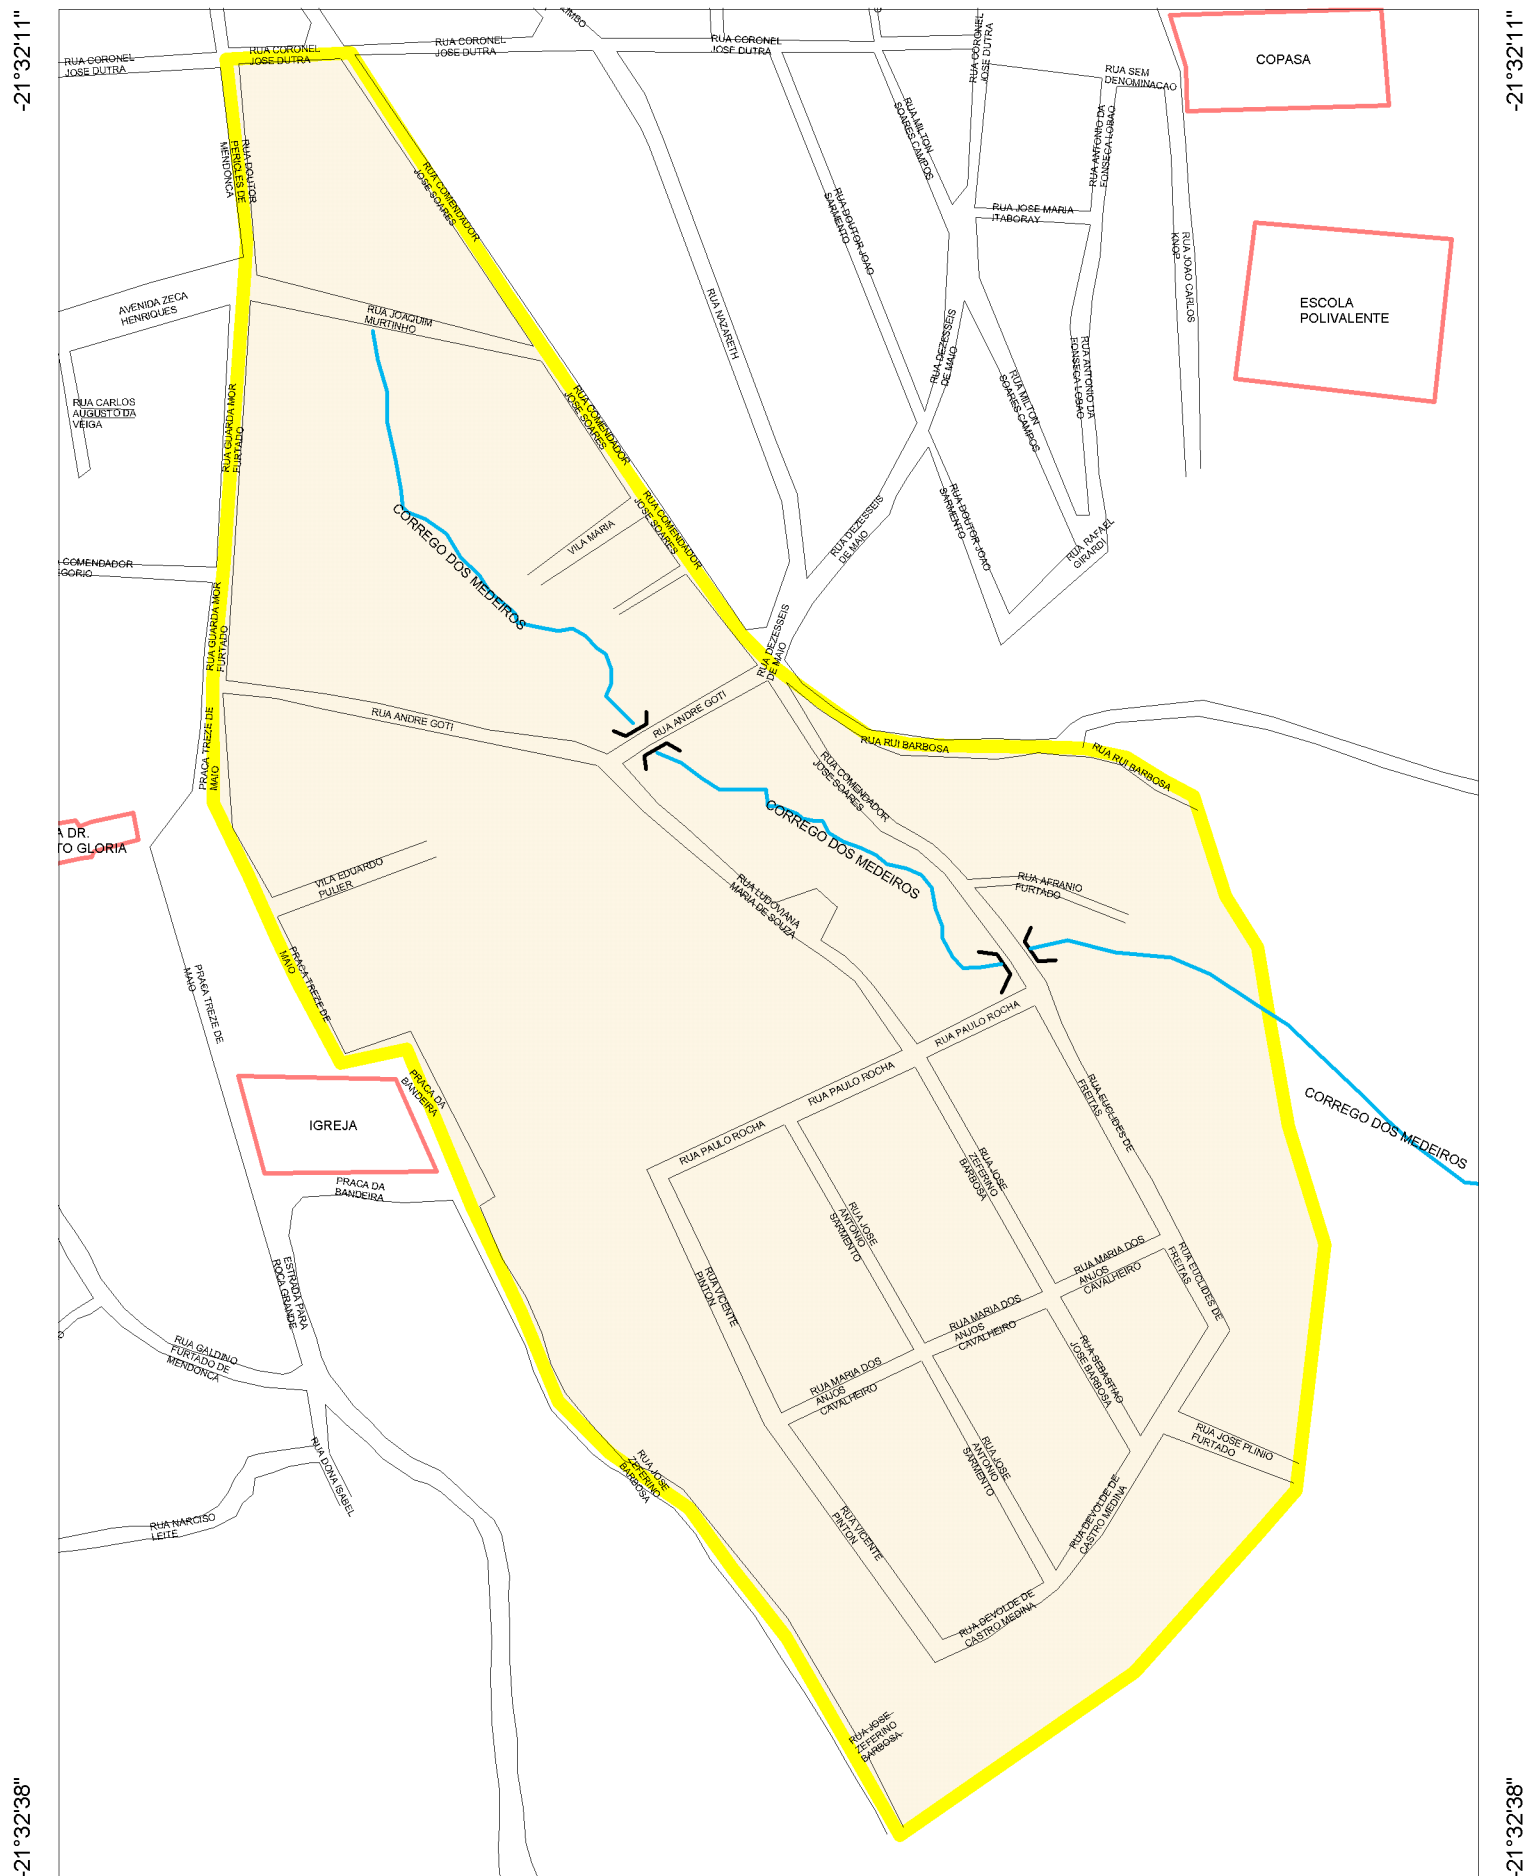 -21°32'11"
-21°32'11"
RUA CORONEL
JOSE DUTRA
RUA CORONEL
JOSE DUTRA
RUA CORONEL
JOSE DUTRA
RUA CORONEL
JOSE DUTRA
RUA CORONEL
JOSE DUTRA
RUA SEM
DENOMINACAO
COPASA
RUA DOUTOR
PERICLES DE
MENDONCA
RUA COMENDADOR
JOSE SOARES
RUA MILTON
SOARES CAMPOS
RUA ANTONIO DA
FONSECA LOBAO
RUA DOUTOR JOAO
SARMENTO
RUA JOSE MARIA
ITABORAY
RUA JOAO CARLOS
KNOP
ESCOLA
POLIVALENTE
AVENIDA ZECA
HENRIQUES
RUA JOAQUIM
MURTINHO
RUA NAZARETH
RUA DEZESSEIS
DE MAIO
RUA MILTON
SOARES CAMPOS
RUA ANTONIO DA
FONSECA LOBAO
RUA CARLOS
AUGUSTO DA
VEIGA
RUA GUARDA MOR
FURTADO
RUA COMENDADOR
JOSE SOARES
RUA COMENDADOR
JOSE SOARES
CORREGO DOS MEDEIROS
VILA MARIA
RUA DEZESSEIS
DE MAIO
RUA DOUTOR JOAO
SARMENTO
RUA RAFAEL
GIRARDI
COMENDADOR
EGORIO
RUA GUARDA MOR
FURTADO
RUA DEZESSEIS
DE MAIO
RUA ANDRE GOTI
RUA ANDRE GOTI
PRACA TREZE DE
MAIO
RUA RUI BARBOSA
RUA RUI BARBOSA
RUA COMENDADOR
JOSE SOARES
CORREGO DOS MEDEIROS
A DR.
TO GLORIA
VILA EDUARDO
PULIER
RUA LUDOVIANA
MARIA DE SOUZA
RUA AFRANIO
FURTADO
PRACA TREZE DE
MAIO
PRACA TREZE DE
MAIO
RUA PAULO ROCHA
RUA PAULO ROCHA
RUA PAULO ROCHA
PRACA DA
BANDEIRA
IGREJA
PRACA DA
BANDEIRA
RUA EUCLIDES DE
FREITAS
CORREGO DOS MEDEIROS
RUA JOSE
ZEFERINO
BARBOSA
RUA JOSE
ANTONIO
SARMENTO
RUA VICENTE
PINTON
RUA MARIA DOS
ANJOS
CAVALHEIRO
RUA MARIA DOS
ANJOS
CAVALHEIRO
RUA MARIA DOS
ANJOS
CAVALHEIRO
RUA EUCLIDES DE
FREITAS
ESTRADA PARA
ROCA GRANDE
RUA GALDINO
FURTADO DE
MENDONCA
RUA SEBASTIAO
JOSE BARBOSA
RUA JOSE PLINIO
FURTADO
RUA DONA ISABEL
RUA JOSE
ZEFERINO
BARBOSA
RUA JOSE
ANTONIO
SARMENTO
RUA VICENTE
PINTON
RUA DEVOLDE DE
CASTRO MEDINA
RUA NARCISO
LEITE
RUA DEVOLDE DE
CASTRO MEDINA
RUA JOSE
ZEFERINO
BARBOSA
-21°32'38"
-21°32'38"